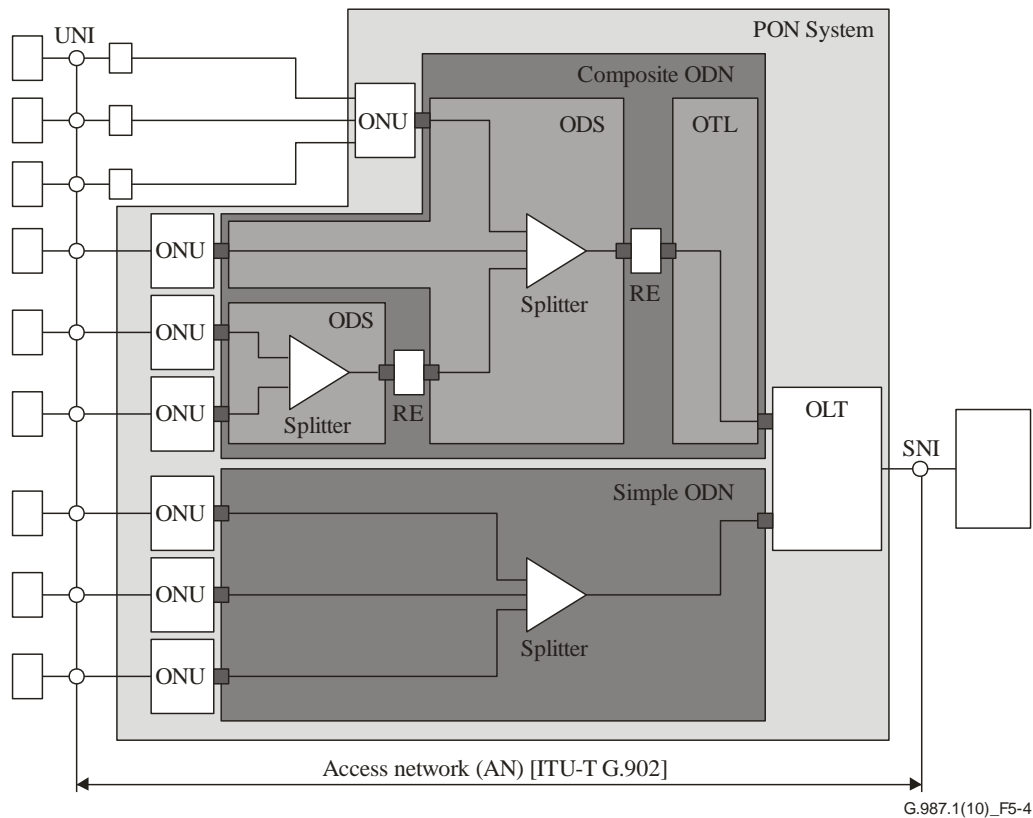 UNI
PON System
Composite ODN
ONU
ODS
OTL
ONU
Splitter
RE
ONU
ODS
ONU
Splitter
RE
OLT
SNI
ONU
Simple ODN
ONU
Splitter
ONU
Access network (AN) [ITU-T G.902]
G.987.1(10)_F5-4